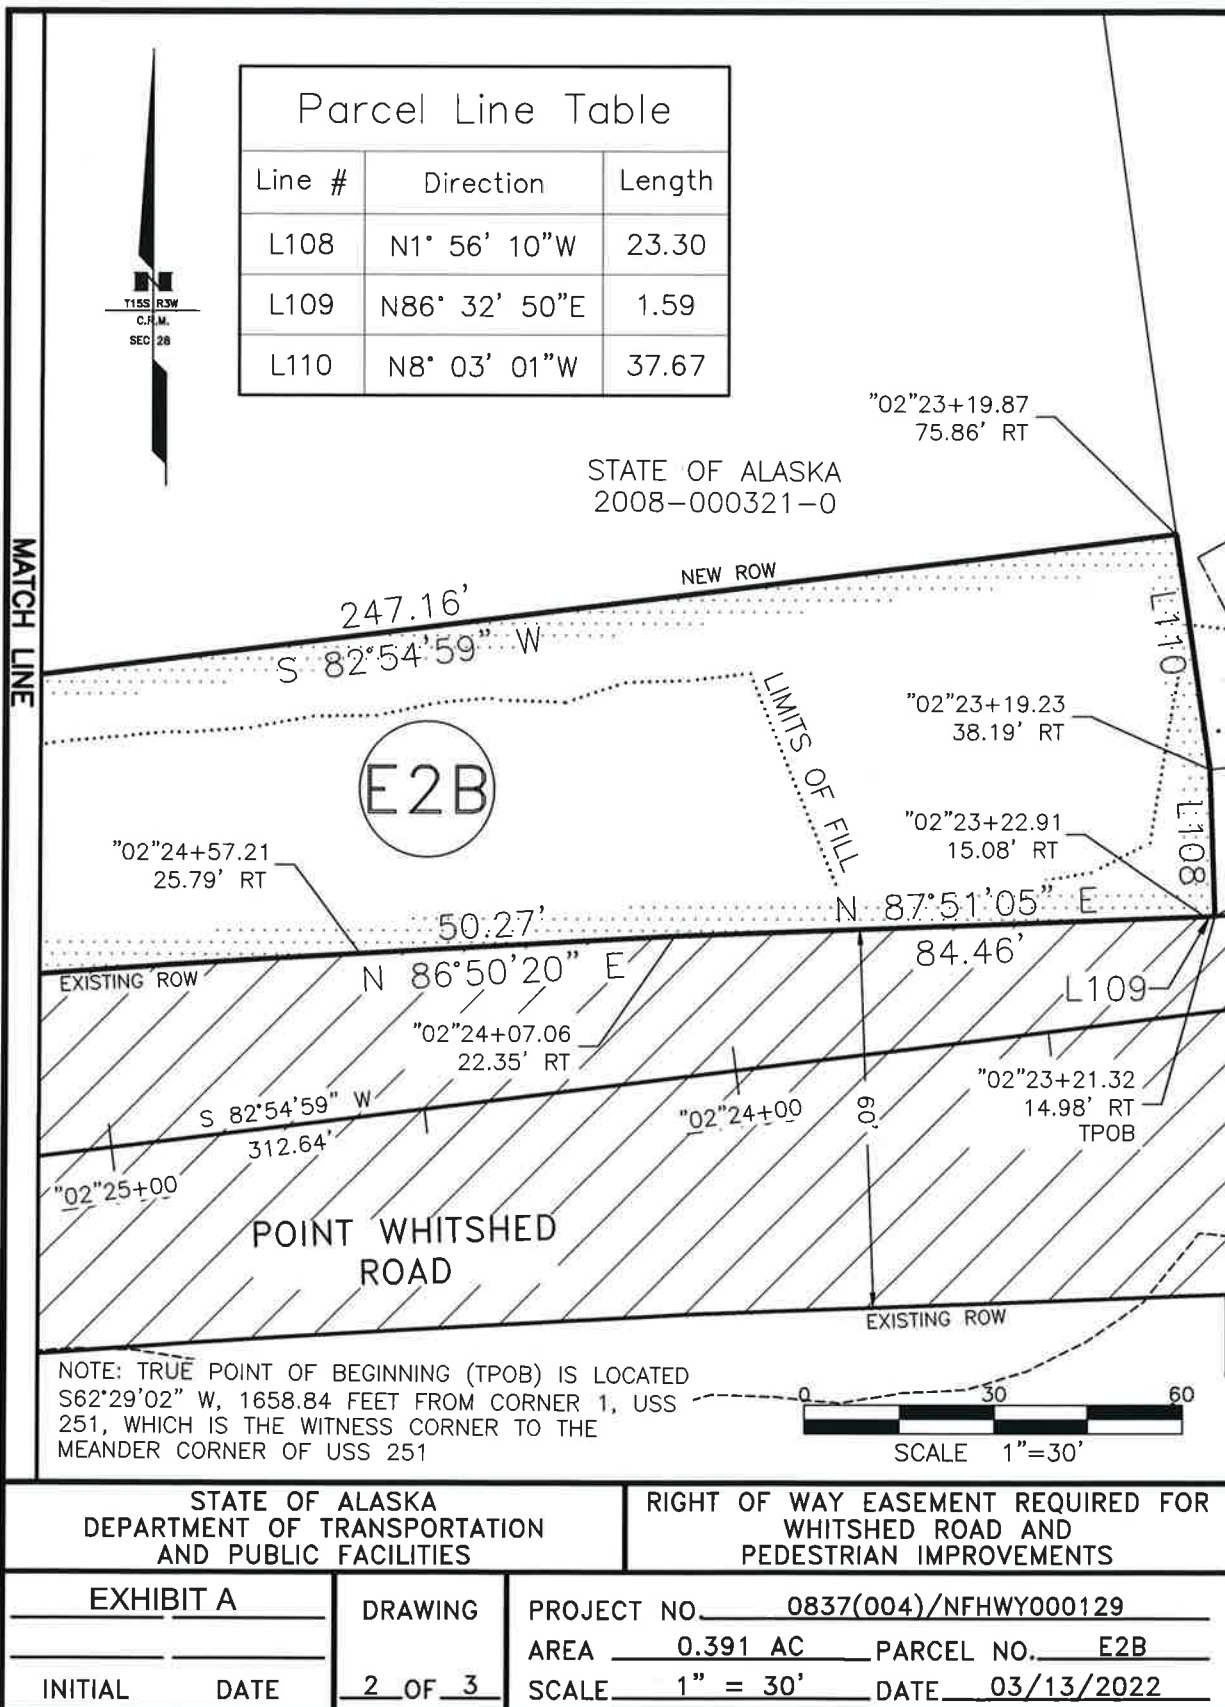 Parcel Line Table
Line # Direction Length
L108 N1° 56' 10"W 23.30
L109 N86° 32' 50"E 1.59
L110 N8° 03' 01"W 37.67
N
T15S R3W
C.R.M.
SEC 28
MATCH LINE
"02"23+19.87
75.86' RT
STATE OF ALASKA
2008-000321-0
NEW ROW
247.16'
S 82°54'59" W
L110
LIMITS OF FILL
"02"23+19.23
38.19' RT
E2B
L108
"02"23+22.91
15.08' RT
"02"24+57.21
25.79' RT
N 87°51'05" E
84.46'
50.27'
N 86°50'20" E
EXISTING ROW
L109
"02"24+07.06
22.35' RT
"02"23+21.32
14.98' RT
TPOB
S 82°54'59" W
312.64'
"02"24+00
60'
"02"25+00
POINT WHITSHED
ROAD
EXISTING ROW
NOTE: TRUE POINT OF BEGINNING (TPOB) IS LOCATED
S62°29'02" W, 1658.84 FEET FROM CORNER 1, USS
251, WHICH IS THE WITNESS CORNER TO THE
MEANDER CORNER OF USS 251
0 30 60
SCALE 1"=30'
STATE OF ALASKA
DEPARTMENT OF TRANSPORTATION
AND PUBLIC FACILITIES
RIGHT OF WAY EASEMENT REQUIRED FOR
WHITSHED ROAD AND
PEDESTRIAN IMPROVEMENTS
EXHIBIT A
INITIAL DATE
DRAWING
2 OF 3
PROJECT NO. 0837(004)/NFHWY000129
AREA 0.391 AC PARCEL NO. E2B
SCALE 1" = 30' DATE 03/13/2022